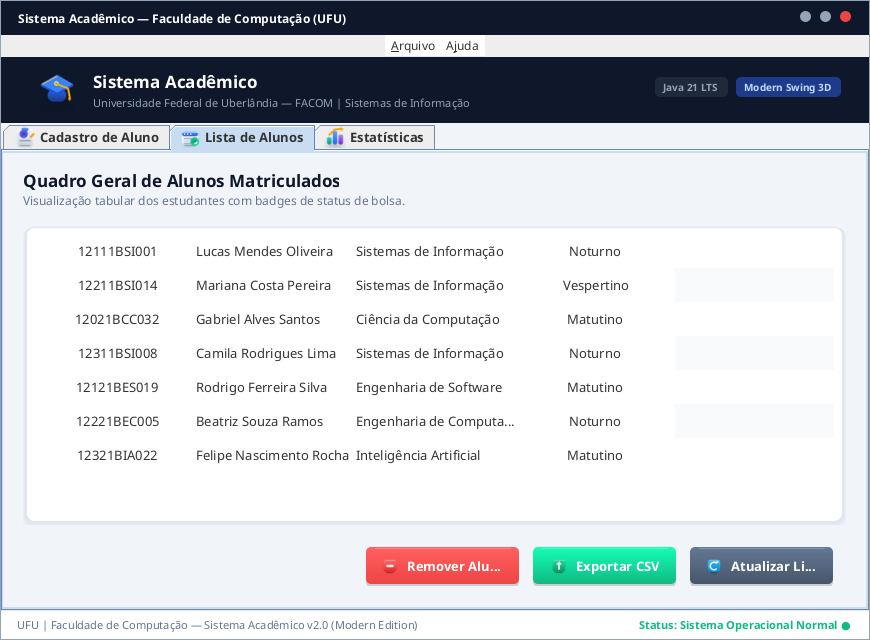 Sistema Acadêmico — Faculdade de Computação (UFU)
Arquivo Ajuda
Sistema Acadêmico
Universidade Federal de Uberlândia — FACOM | Sistemas de Informação
Java 21 LTS
Modern Swing 3D
Cadastro de Aluno
Lista de Alunos
Estatísticas
Quadro Geral de Alunos Matriculados
Visualização tabular dos estudantes com badges de status de bolsa.
12111BSI001 Lucas Mendes Oliveira Sistemas de Informação Noturno
12211BSI014 Mariana Costa Pereira Sistemas de Informação Vespertino
12021BCC032 Gabriel Alves Santos Ciência da Computação Matutino
12311BSI008 Camila Rodrigues Lima Sistemas de Informação Noturno
12121BES019 Rodrigo Ferreira Silva Engenharia de Software Matutino
12221BEC005 Beatriz Souza Ramos Engenharia de Computa... Noturno
12321BIA022 Felipe Nascimento Rocha Inteligência Artificial Matutino
Remover Alu...
Exportar CSV
Atualizar Li...
UFU | Faculdade de Computação — Sistema Acadêmico v2.0 (Modern Edition)
Status: Sistema Operacional Normal ●